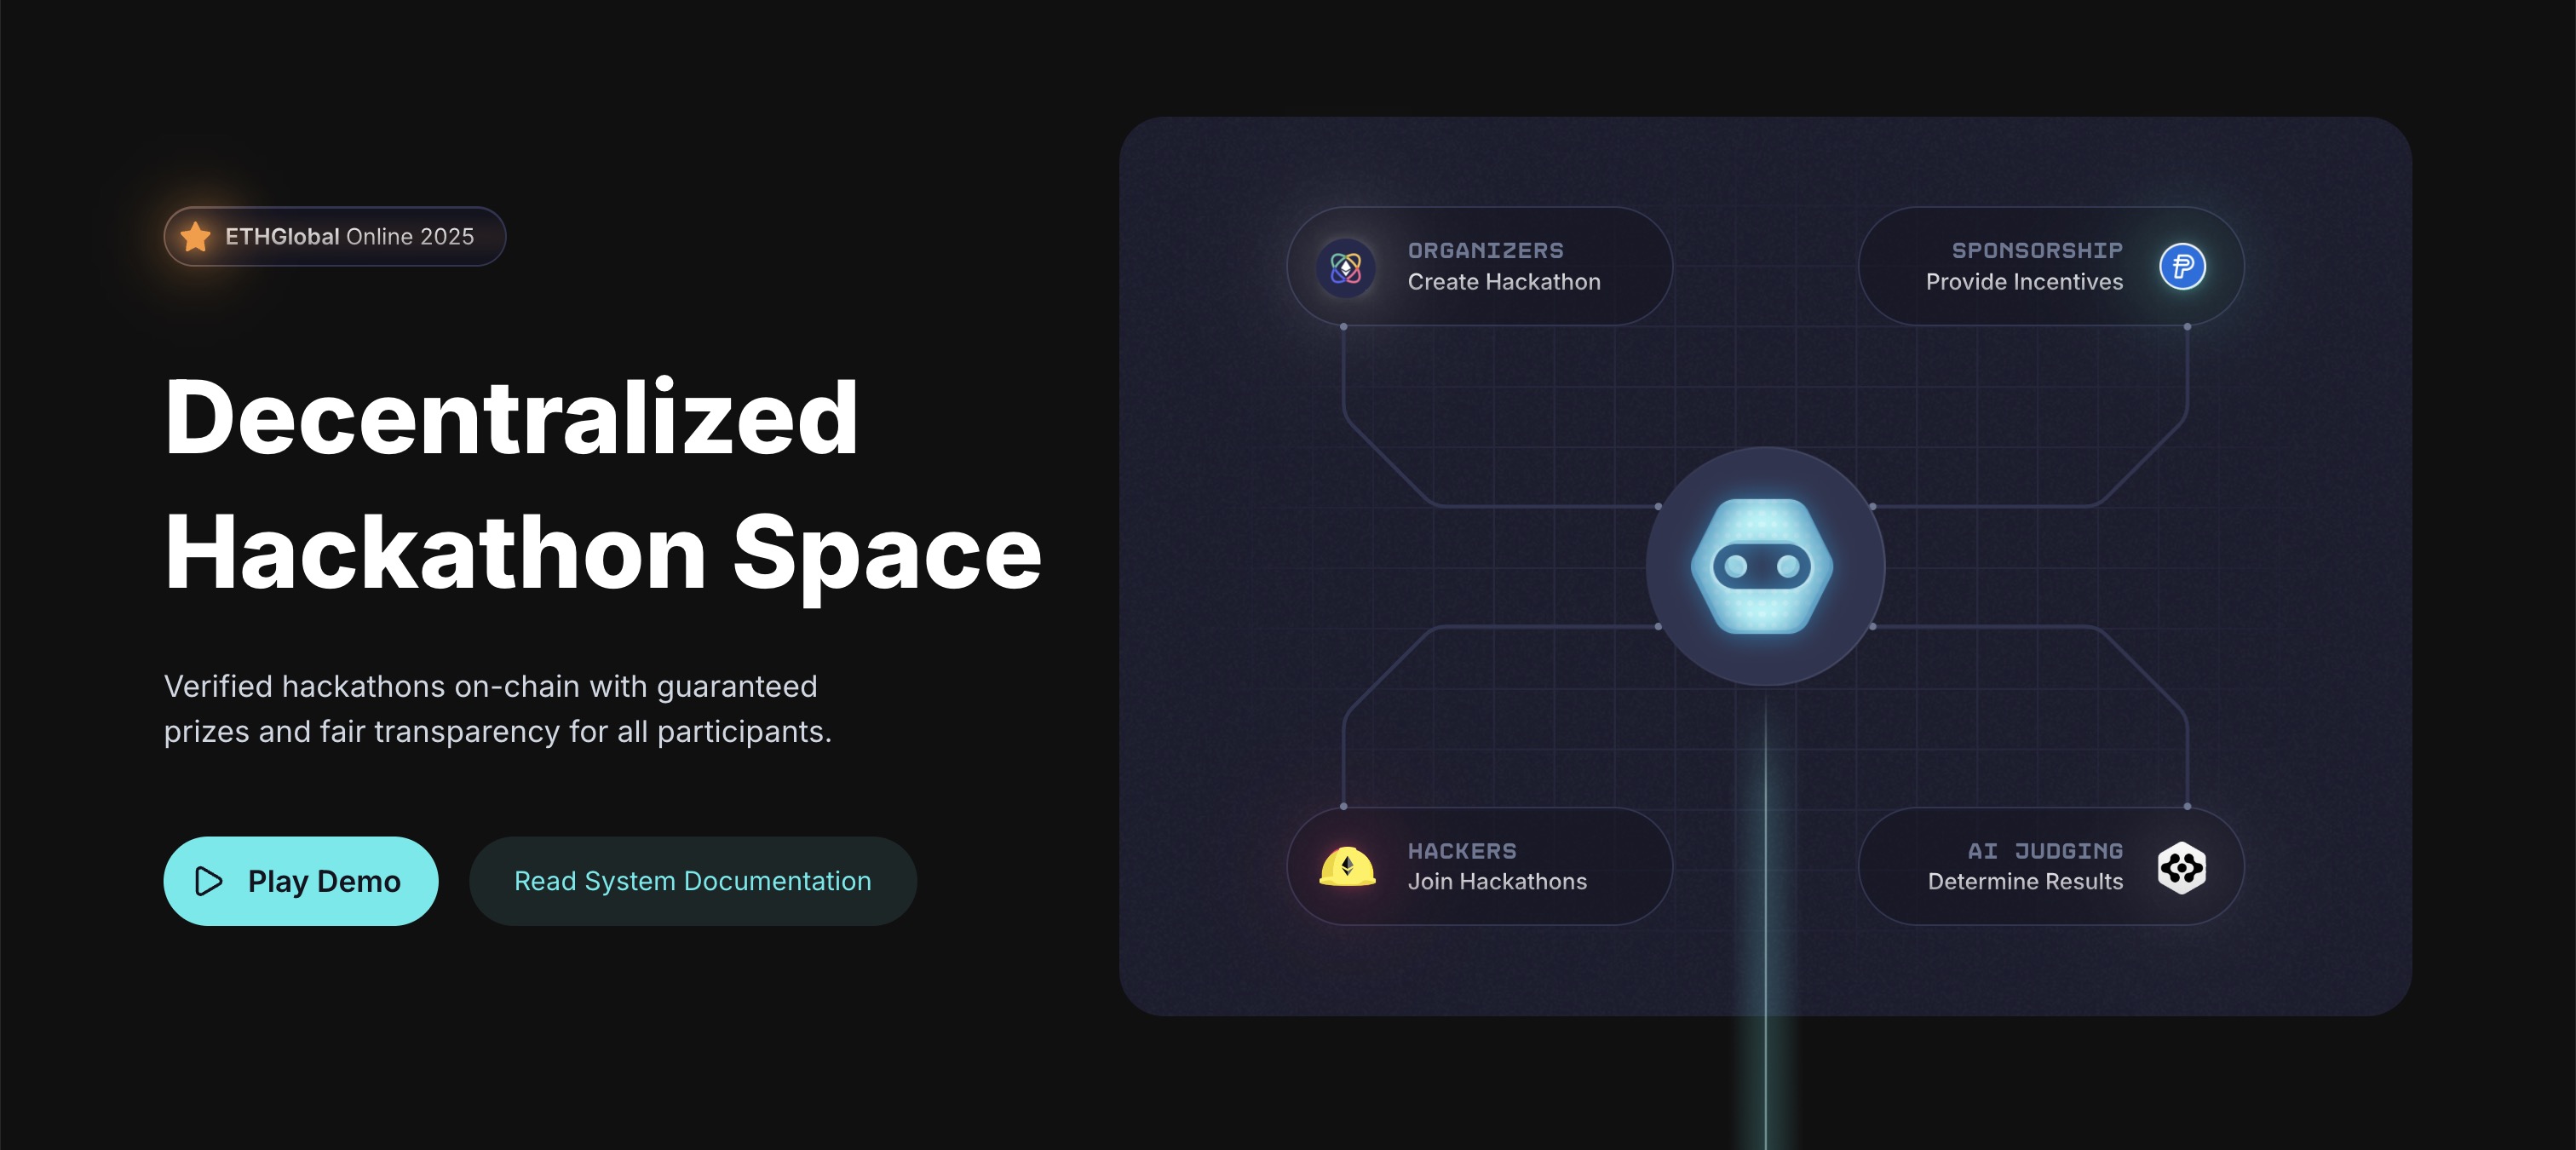 ETHGlobal Online 2025
Decentralized
Hackathon Space
Verified hackathons on-chain with guaranteed
prizes and fair transparency for all participants.
Play Demo
Read System Documentation
ORGANIZERS
Create Hackathon
SPONSORSHIP
Provide Incentives
HACKERS
Join Hackathons
AI JUDGING
Determine Results